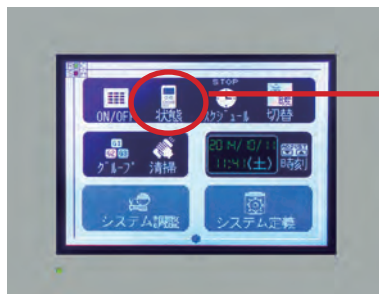 STOP
ON/OFF 状態 スケジュール 切替
グループ 清掃
2014/10/11
11:41(土) 時刻
システム調整 システム定義